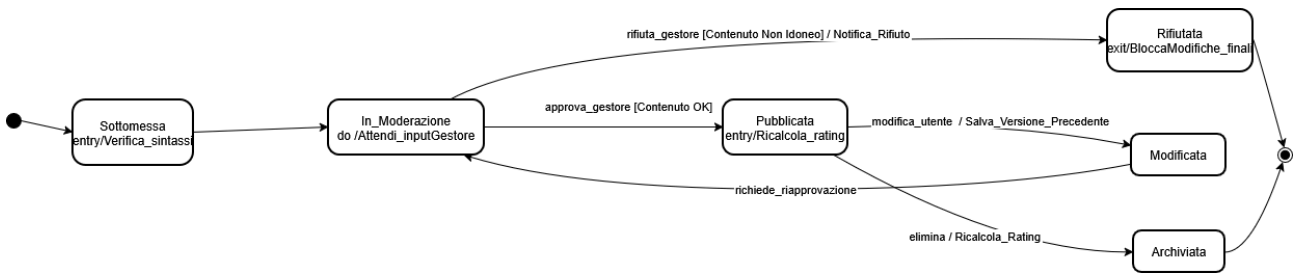 rifiuta_gestore [Contenuto Non Idoneo] / Notifica_Rifiuto
Rifiutata
exit/BloccaModifiche_finali
Sottomessa
entry/Verifica_sintassi
In_Moderazione
do /Attendi_inputGestore
approva_gestore [Contenuto OK]
Pubblicata
entry/Ricalcola_rating
modifica_utente / Salva_Versione_Precedente
Modificata
richiede_riapprovazione
elimina / Ricalcola_Rating
Archiviata